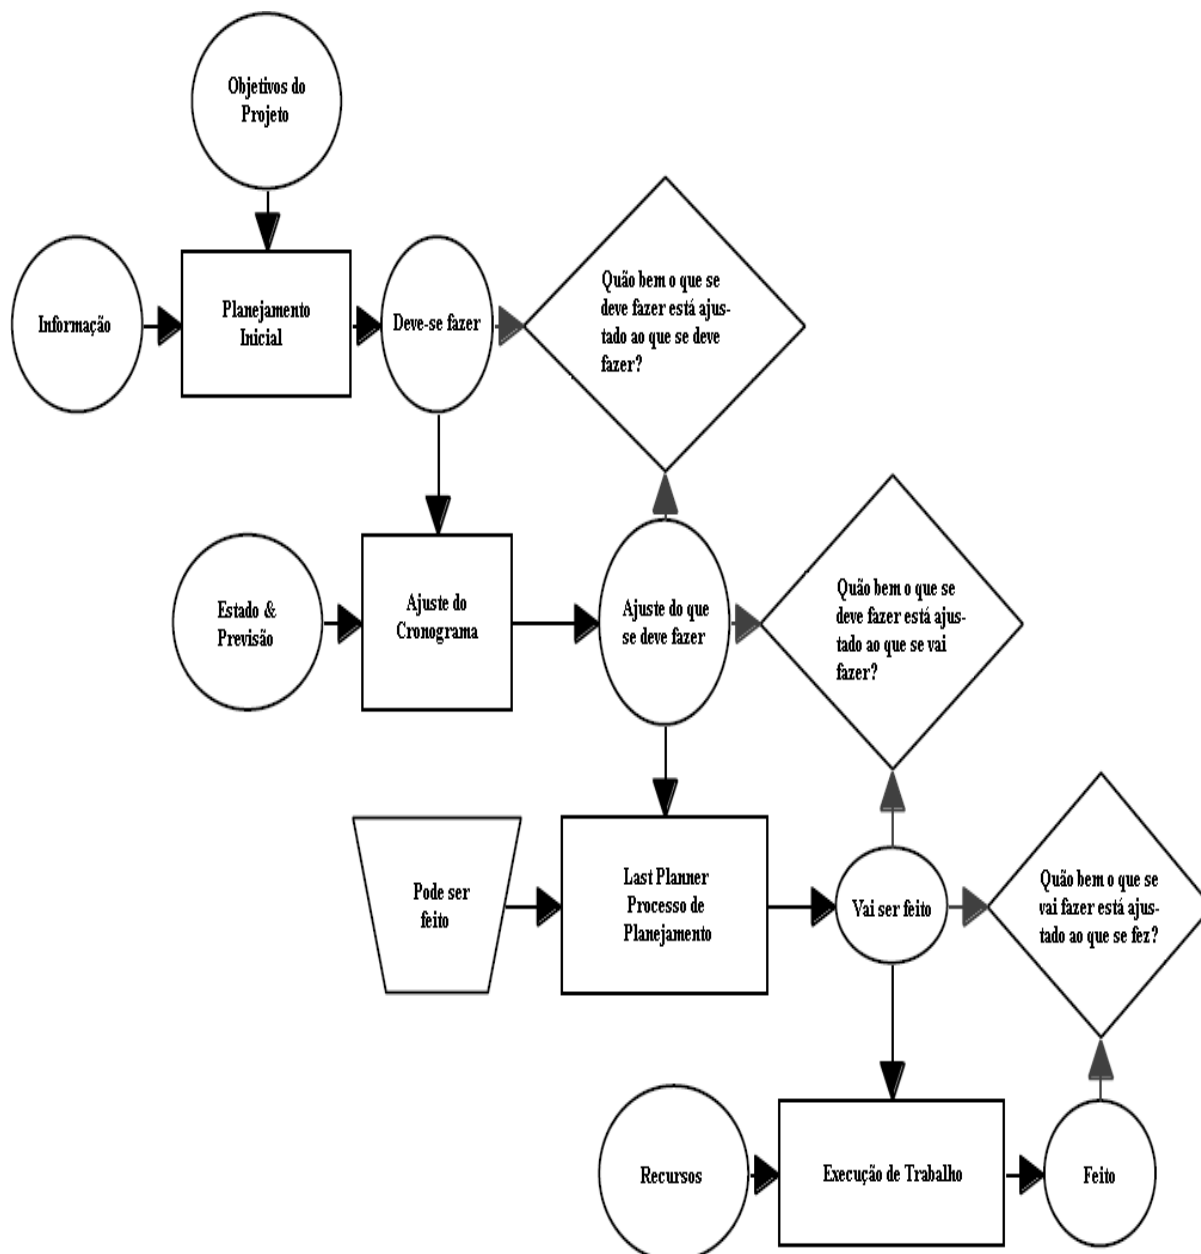 Objetivos do
Projeto
Informação
Planejamento
Inicial
Deve-se fazer
Quão bem o que se
deve fazer está ajus-
tado ao que se deve
fazer?
Estado &
Previsão
Ajuste do
Cronograma
Ajuste do que
se deve fazer
Quão bem o que se
deve fazer está ajus-
tado ao que se vai
fazer?
Pode ser
feito
Last Planner
Processo de
Planejamento
Vai ser feito
Quão bem o que se
vai fazer está ajus-
tado ao que se fez?
Recursos
Execução de Trabalho
Feito